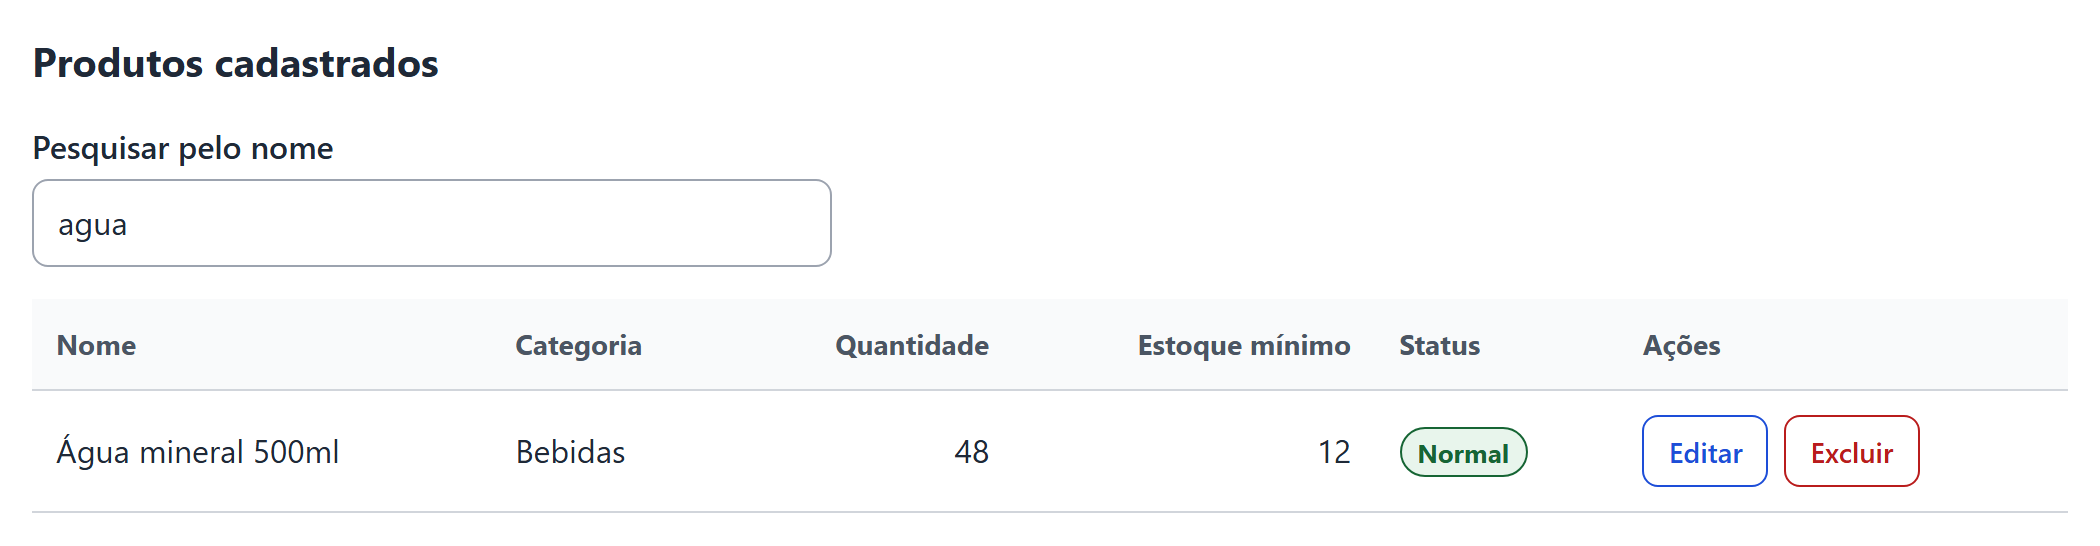 Produtos cadastrados
Pesquisar pelo nome
agua
Nome Categoria Quantidade Estoque mínimo Status Ações
Água mineral 500ml Bebidas 48 12 Normal Editar Excluir